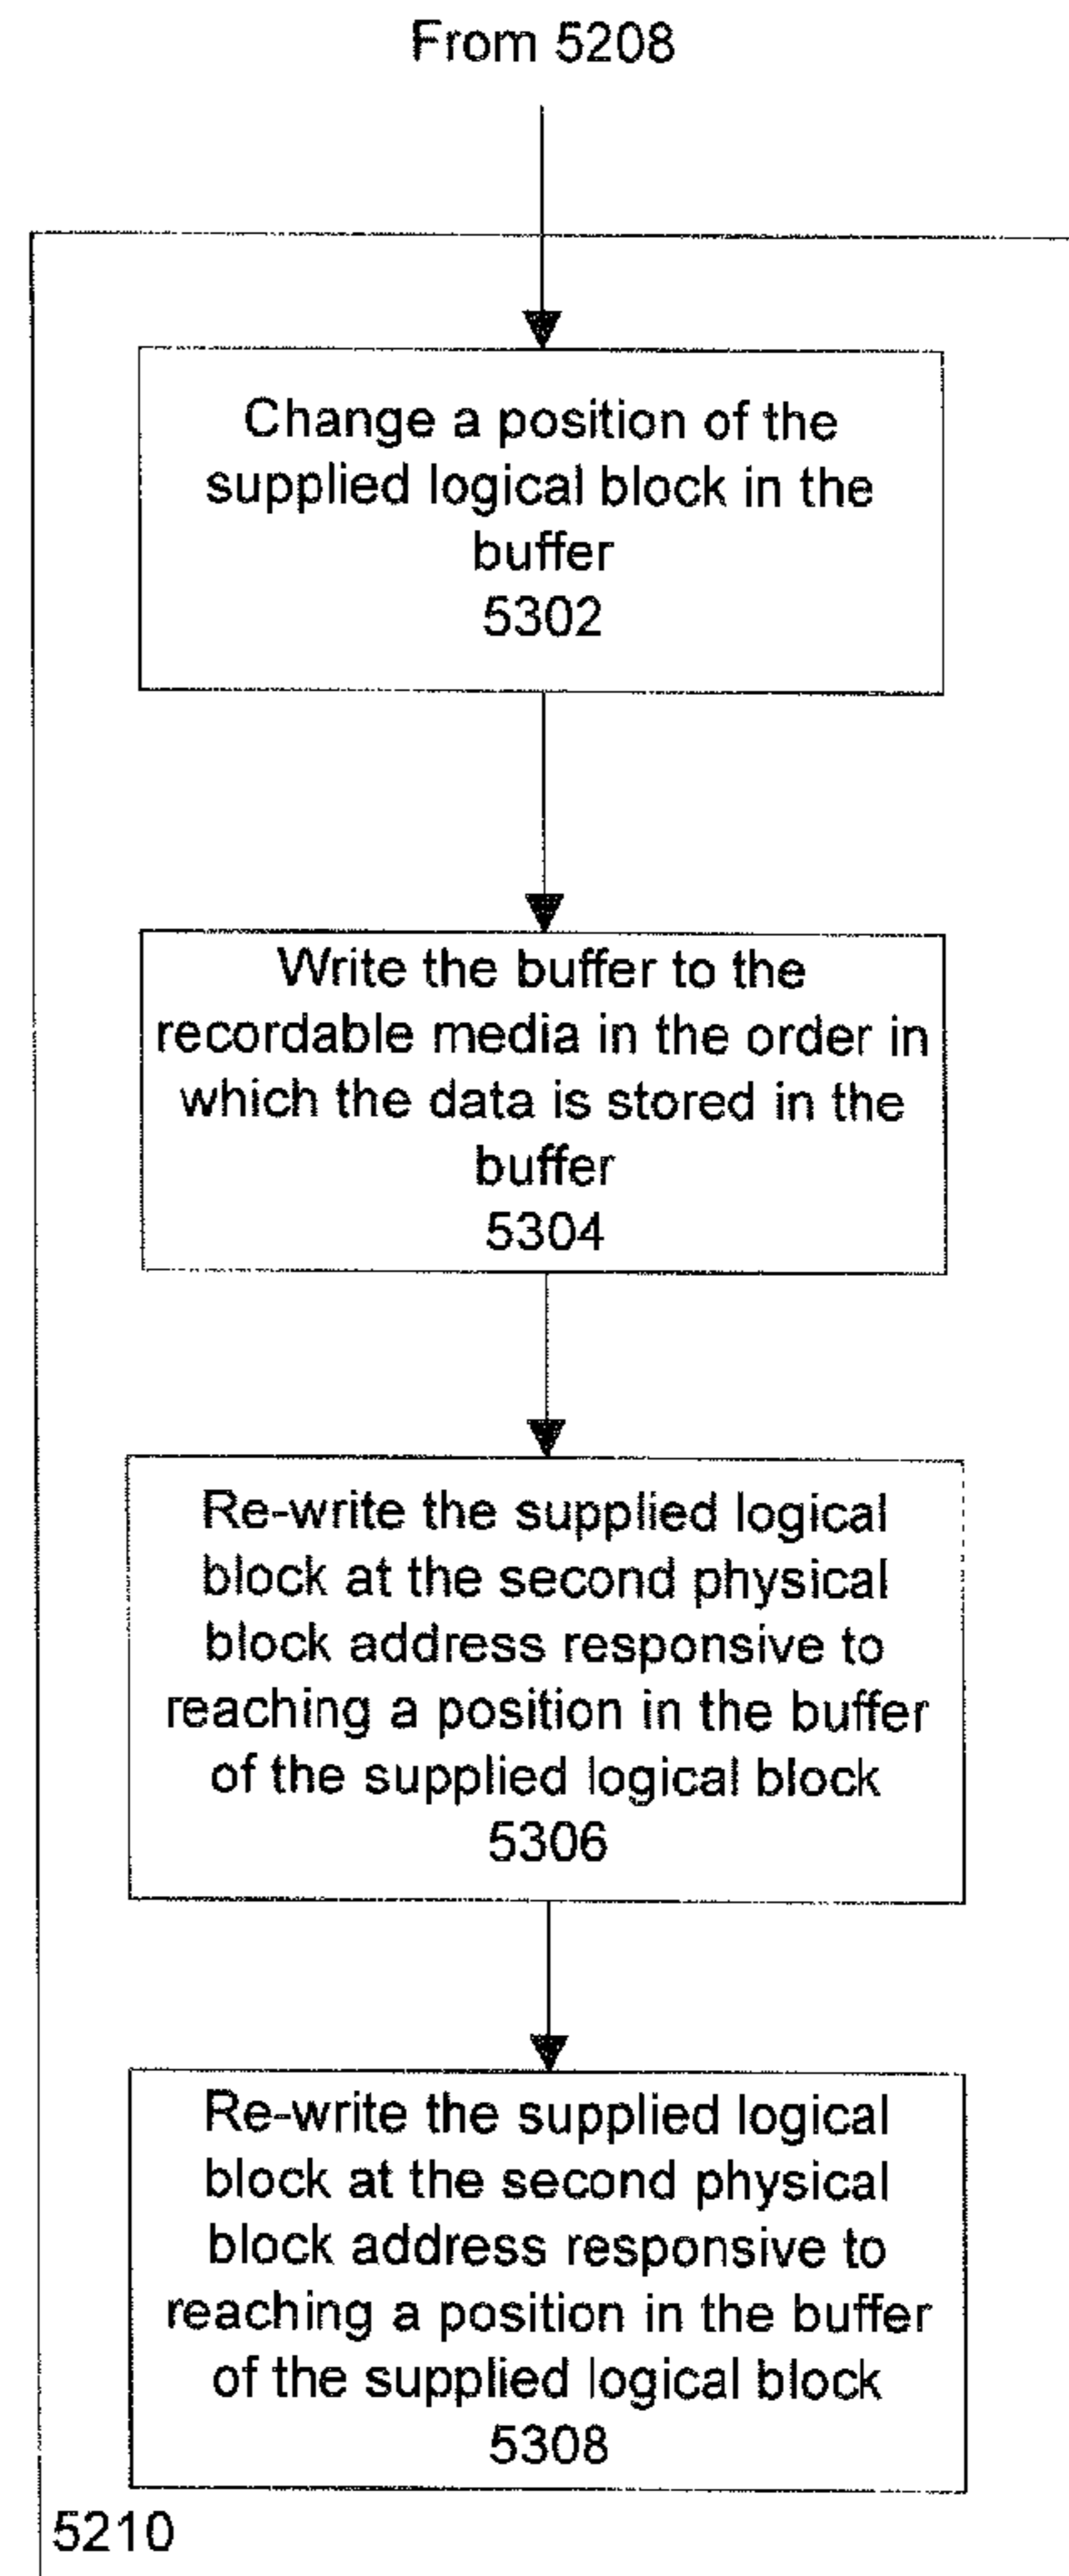 From 5208
Change a position of the
supplied logical block in the
buffer
5302
Write the buffer to the
recordable media in the order in
which the data is stored in the
buffer
5304
Re-write the supplied logical
block at the second physical
block address responsive to
reaching a position in the buffer
of the supplied logical block
5306
Re-write the supplied logical
block at the second physical
block address responsive to
reaching a position in the buffer
of the supplied logical block
5308
5210